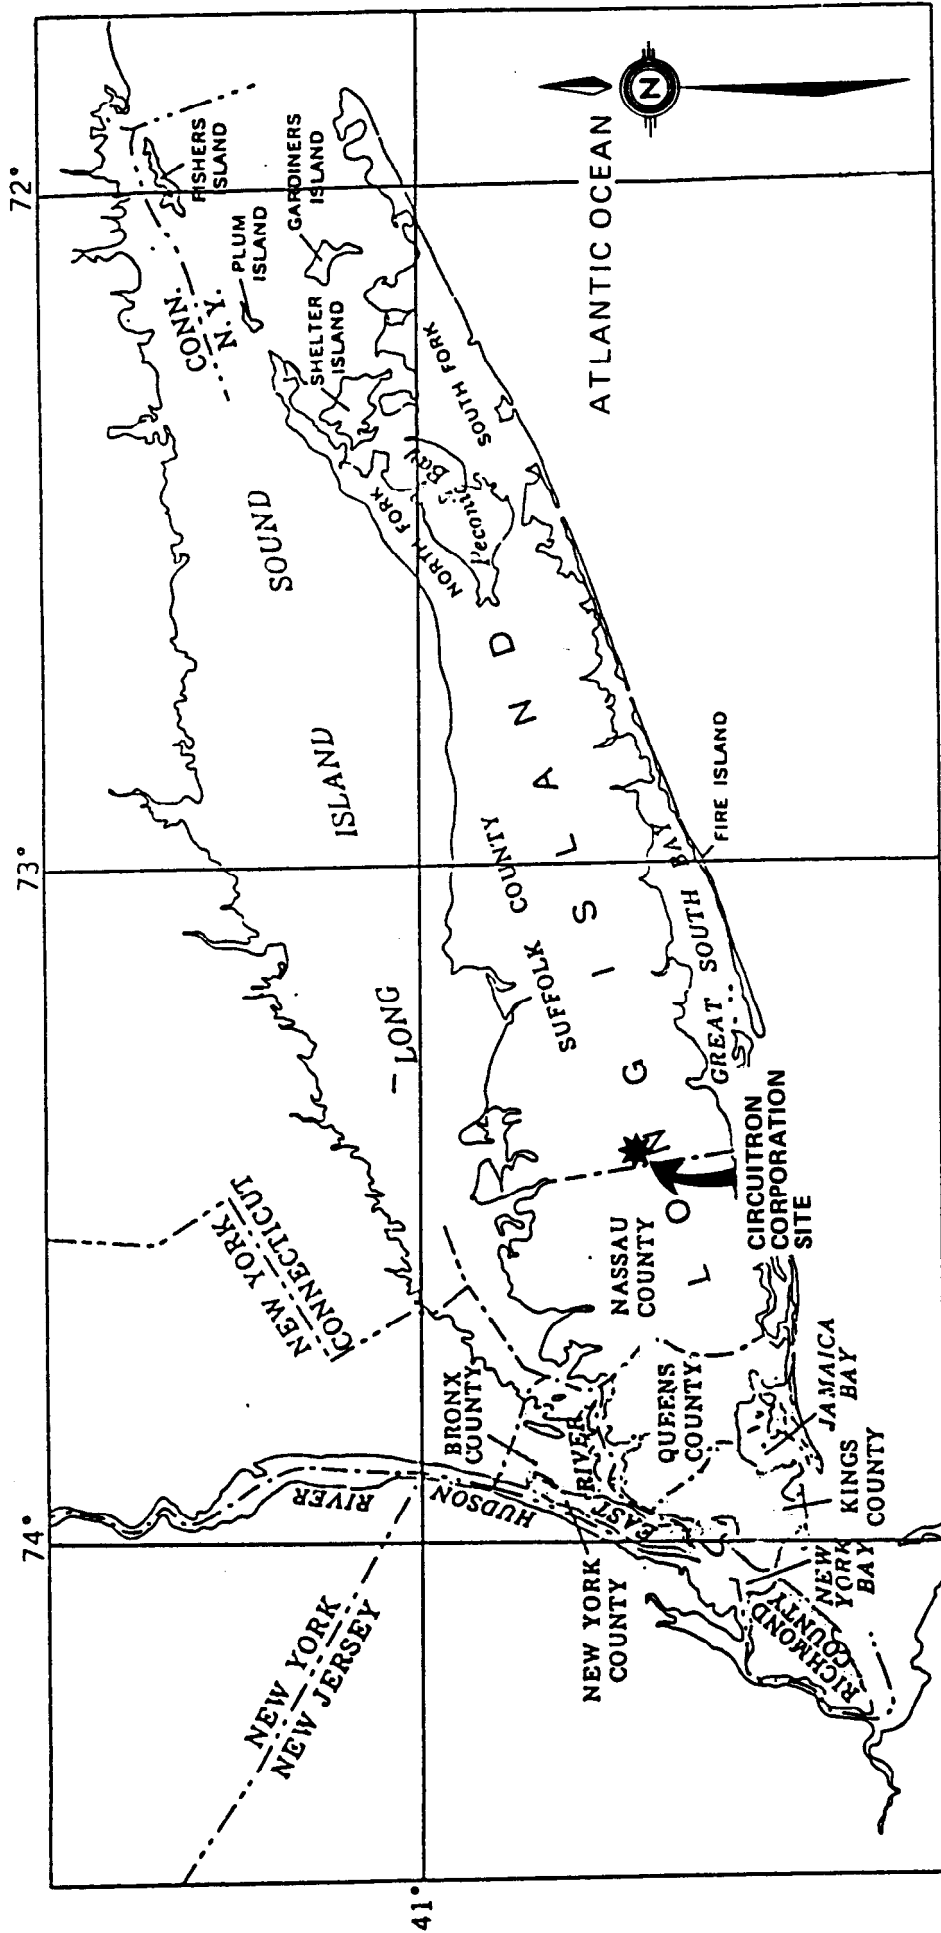 74°
73°
72°
41°
NEW YORK
NEW JERSEY
NEW YORK
CONNECTICUT
CONN.
N.Y.
HUDSON
RIVER
BRONX
COUNTY
NEW YORK
COUNTY
EAST
RIVER
QUEENS
COUNTY
NASSAU
COUNTY
SUFFOLK COUNTY
RICHMOND
COUNTY
NEW
YORK
BAY
KINGS
COUNTY
JAMAICA
BAY
CIRCUITRON
CORPORATION
SITE
LONG ISLAND
LONG ISLAND SOUND
GREAT SOUTH BAY
FIRE ISLAND
NORTH FORK
Peconic Bay
SOUTH FORK
SHELTER
ISLAND
PLUM
ISLAND
GARDINERS
ISLAND
FISHERS
ISLAND
ATLANTIC OCEAN
N